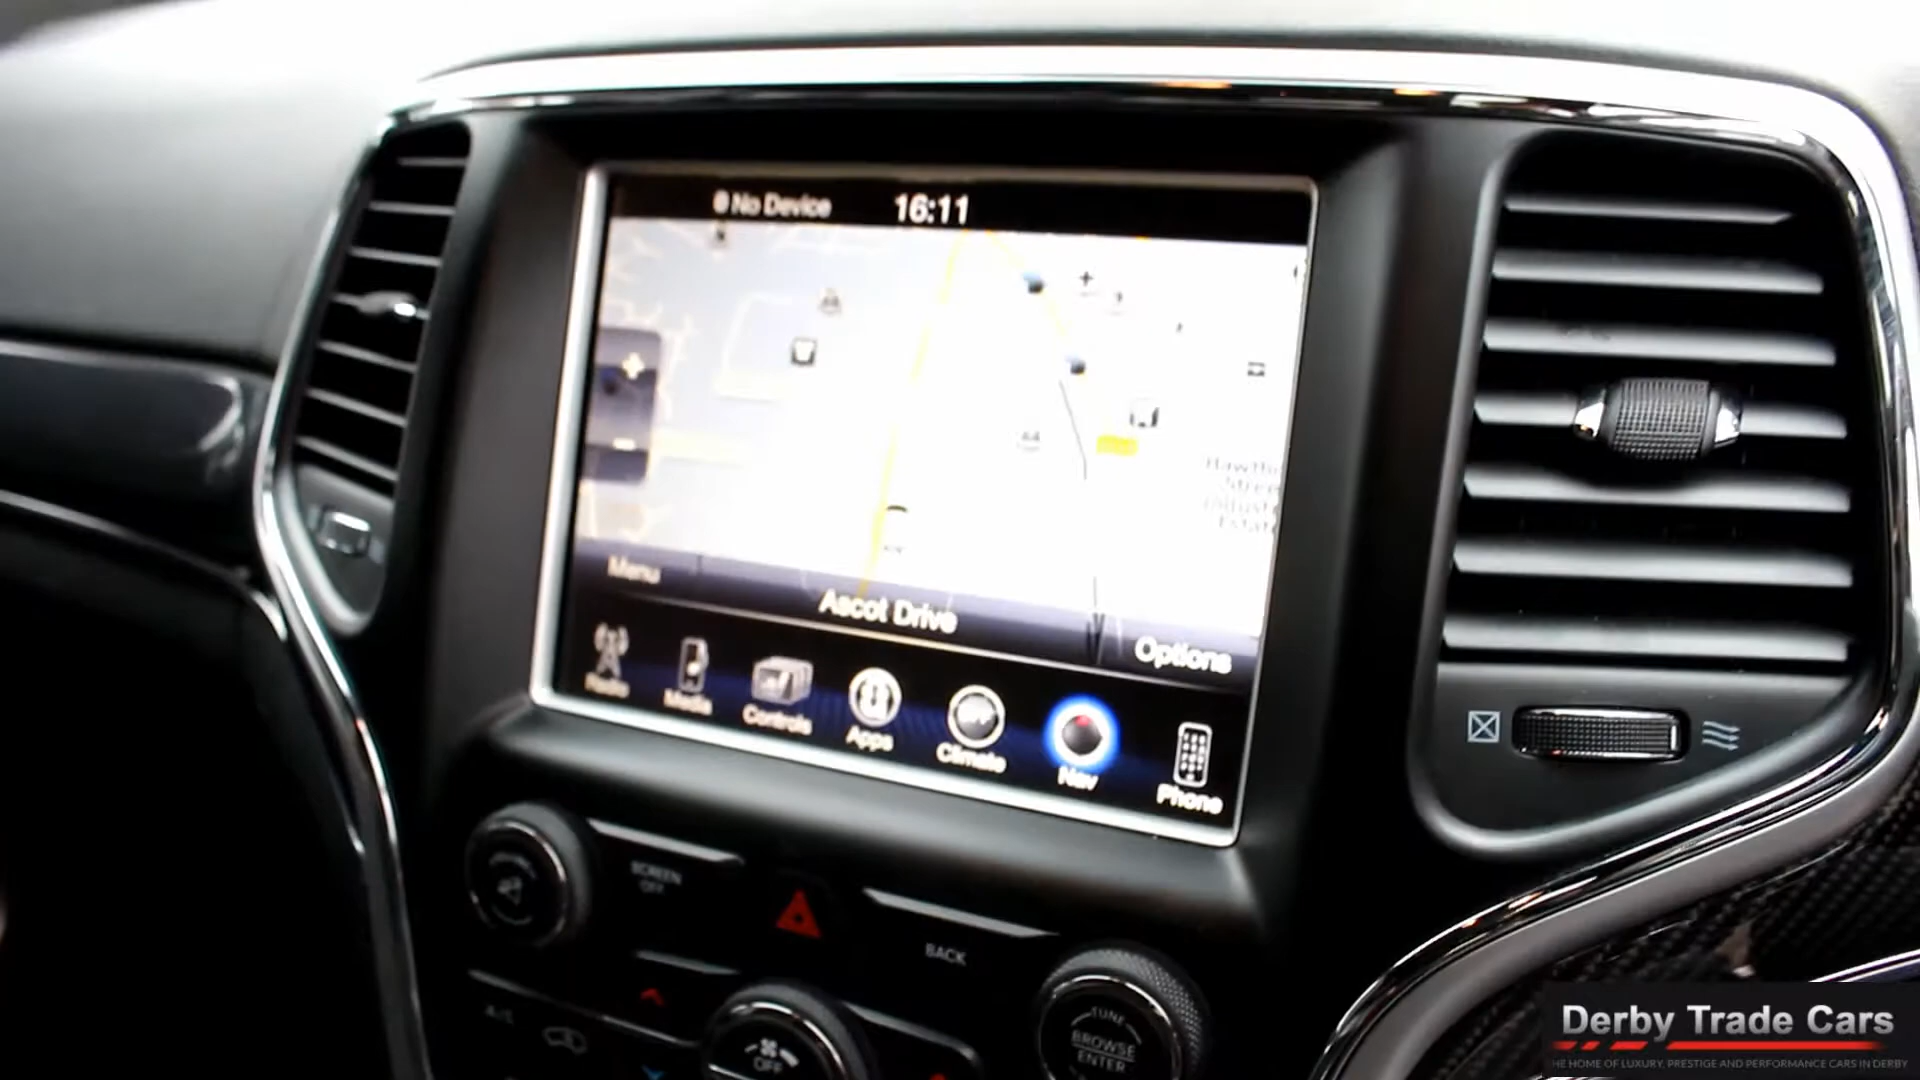 No Device 16:11
Menu
Ascot Drive
Options
Radio Media Controls Apps Climate Nav Phone
SCREEN
OFF
BACK
A/C
OFF
TUNE
BROWSE
ENTER
Derby Trade Cars
THE HOME OF LUXURY, PRESTIGE AND PERFORMANCE CARS IN DERBY